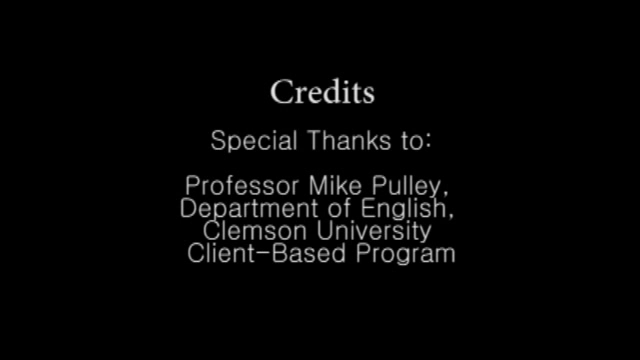 Credits
Special Thanks to:
Professor Mike Pulley,
Department of English,
Clemson University
Client-Based Program